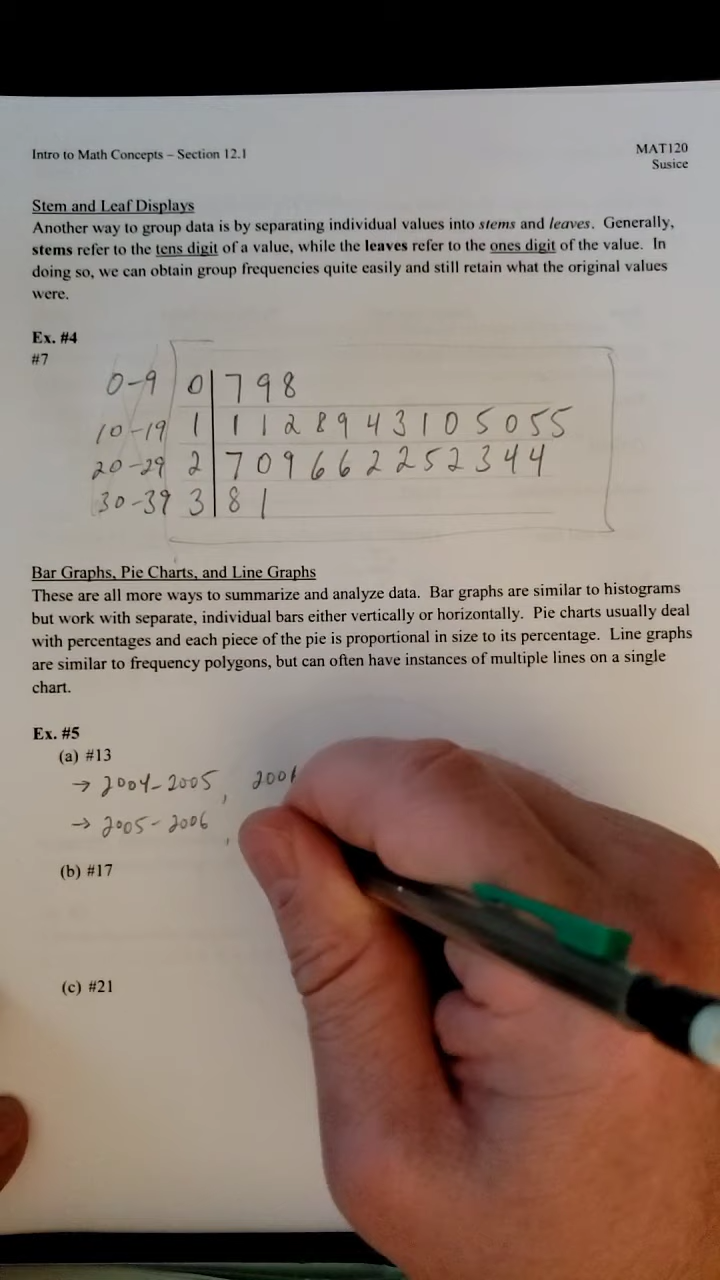 Intro to Math Concepts – Section 12.1
MAT120
Susice
Stem and Leaf Displays
Another way to group data is by separating individual values into stems and leaves. Generally,
stems refer to the tens digit of a value, while the leaves refer to the ones digit of the value. In
doing so, we can obtain group frequencies quite easily and still retain what the original values
were.
Ex. #4
#7
0-9 0 | 7 9 8
10-19 1 | 1 1 2 8 9 4 3 1 0 5 0 5 5
20-29 2 | 7 0 9 6 6 2 2 5 2 3 4 4
30-39 3 | 8 1
Bar Graphs, Pie Charts, and Line Graphs
These are all more ways to summarize and analyze data. Bar graphs are similar to histograms
but work with separate, individual bars either vertically or horizontally. Pie charts usually deal
with percentages and each piece of the pie is proportional in size to its percentage. Line graphs
are similar to frequency polygons, but can often have instances of multiple lines on a single
chart.
Ex. #5
(a) #13
→ 2004-2005,
→ 2005-2006,
(b) #17
(c) #21